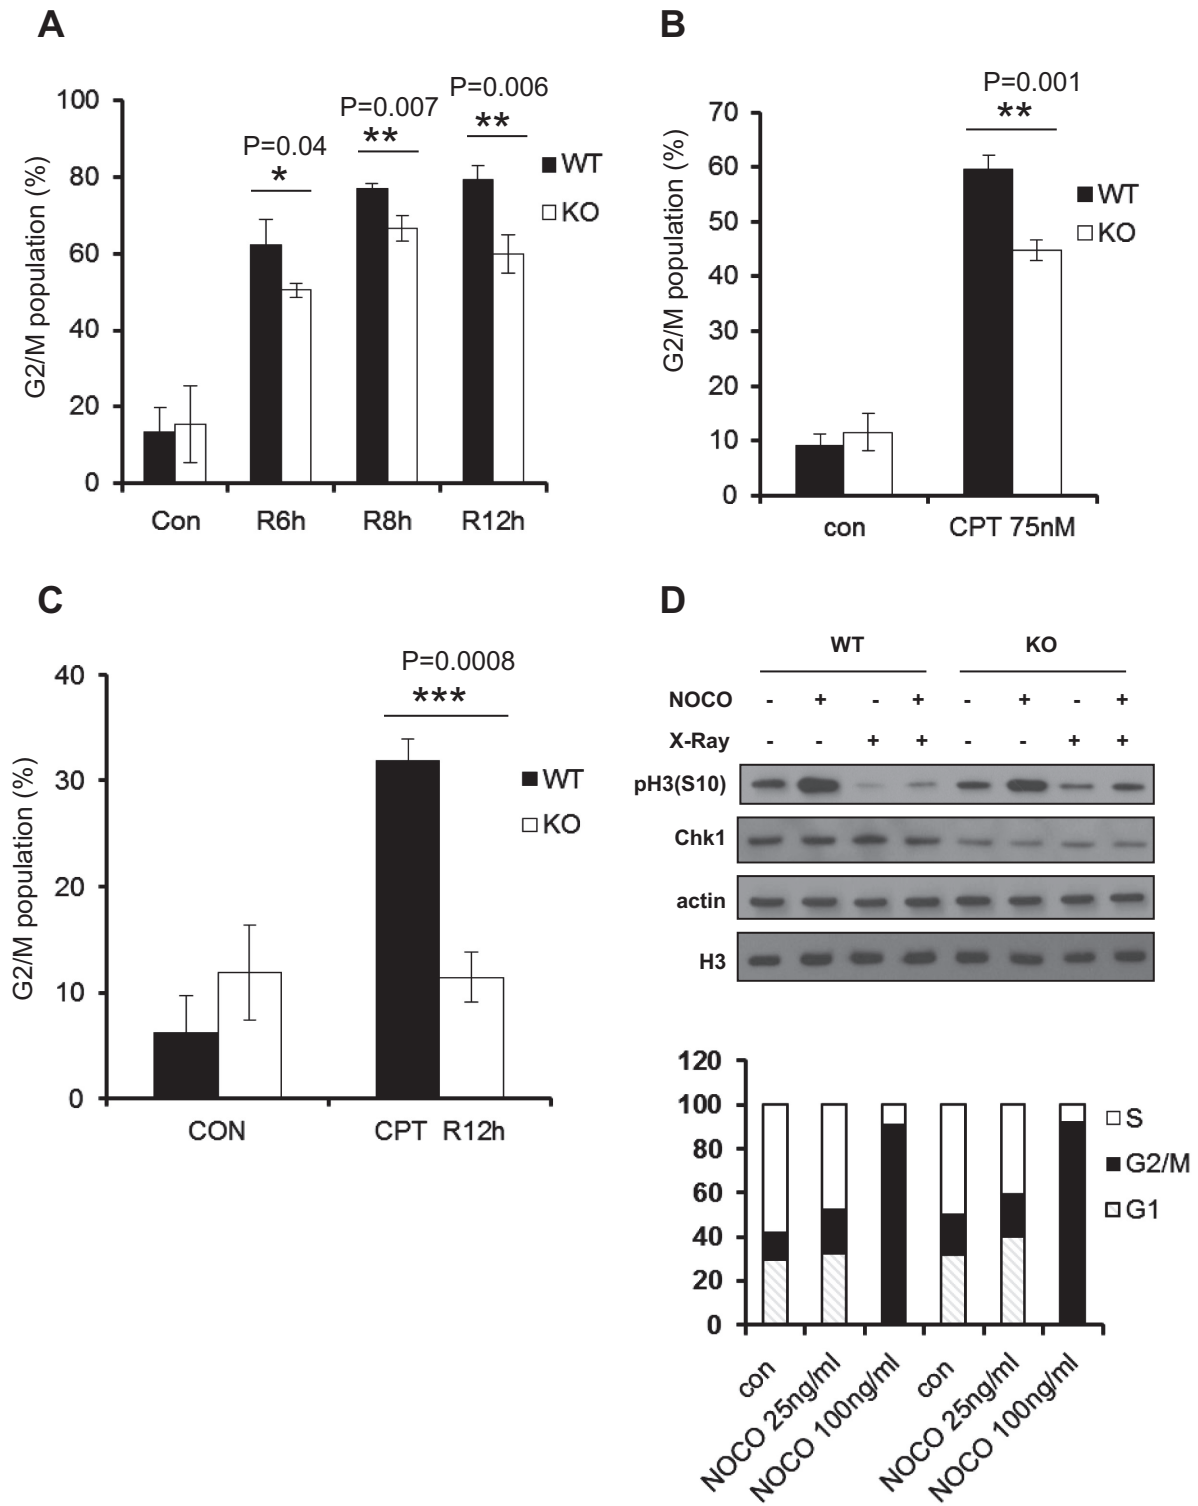 A
P=0.04
*
P=0.007
**
P=0.006
**
G2/M population (%)
100
80
60
40
20
0
Con R6h R8h R12h
WT
KO
B
P=0.001
**
G2/M population (%)
70
60
50
40
30
20
10
0
con CPT 75nM
WT
KO
C
P=0.0008
***
G2/M population (%)
40
30
20
10
0
CON CPT R12h
WT
KO
D
WT KO
NOCO - + - + - + - +
X-Ray - - + + - - + +
pH3(S10)
Chk1
actin
H3
120
100
80
60
40
20
0
S
G2/M
G1
con
NOCO 25ng/ml
NOCO 100ng/ml
con
NOCO 25ng/ml
NOCO 100ng/ml